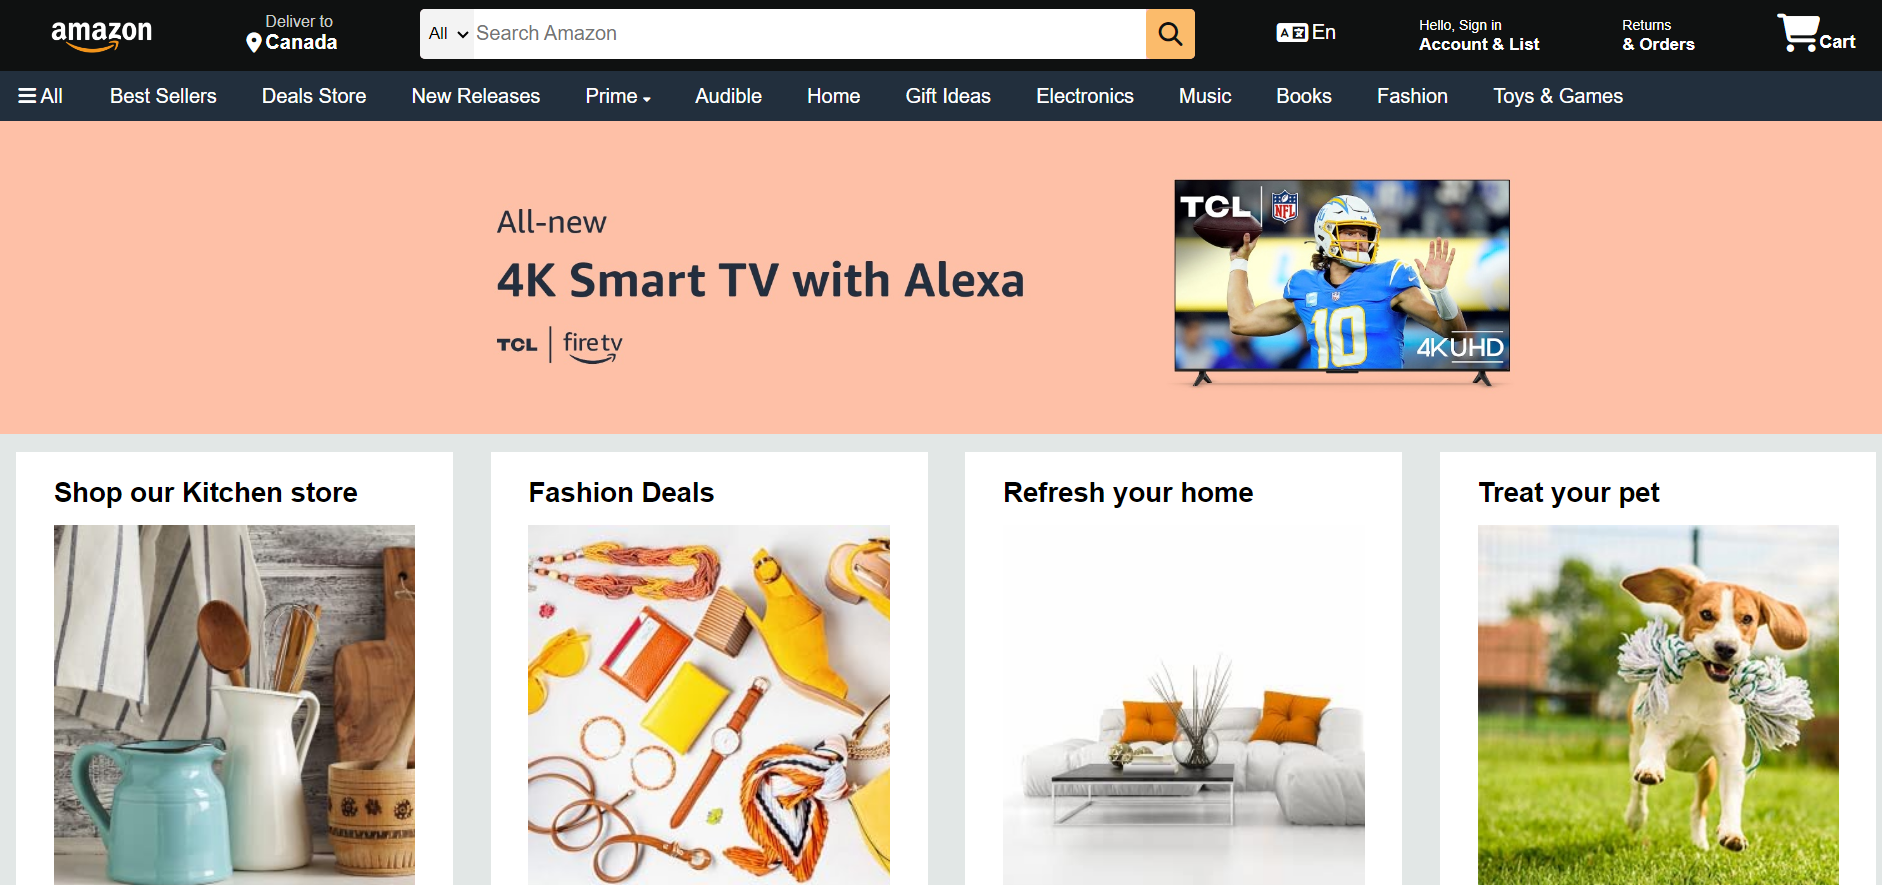 amazon
Deliver to
Canada
All
Search Amazon
En
Hello, Sign in
Account & List
Returns
& Orders
Cart
All
Best Sellers
Deals Store
New Releases
Prime
Audible
Home
Gift Ideas
Electronics
Music
Books
Fashion
Toys & Games
All-new
4K Smart TV with Alexa
TCL | fire tv
TCL | NFL
10
4K UHD
Shop our Kitchen store
Fashion Deals
Refresh your home
Treat your pet